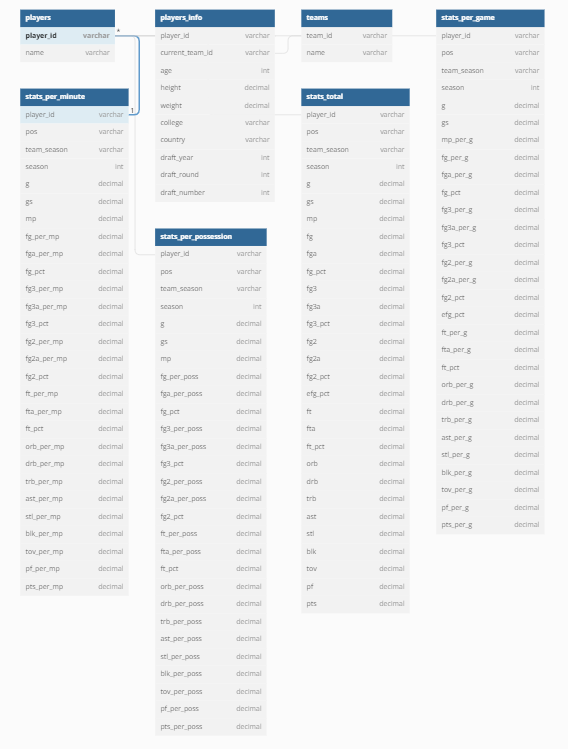 players
player_id varchar
name varchar
*
1
stats_per_minute
player_id varchar
pos varchar
team_season varchar
season int
g decimal
gs decimal
mp decimal
fg_per_mp decimal
fga_per_mp decimal
fg_pct decimal
fg3_per_mp decimal
fg3a_per_mp decimal
fg3_pct decimal
fg2_per_mp decimal
fg2a_per_mp decimal
fg2_pct decimal
ft_per_mp decimal
fta_per_mp decimal
ft_pct decimal
orb_per_mp decimal
drb_per_mp decimal
trb_per_mp decimal
ast_per_mp decimal
stl_per_mp decimal
blk_per_mp decimal
tov_per_mp decimal
pf_per_mp decimal
pts_per_mp decimal
players_info
player_id varchar
current_team_id varchar
age int
height decimal
weight decimal
college varchar
country varchar
draft_year int
draft_round int
draft_number int
stats_per_possession
player_id varchar
pos varchar
team_season varchar
season int
g decimal
gs decimal
mp decimal
fg_per_poss decimal
fga_per_poss decimal
fg_pct decimal
fg3_per_poss decimal
fg3a_per_poss decimal
fg3_pct decimal
fg2_per_poss decimal
fg2a_per_poss decimal
fg2_pct decimal
ft_per_poss decimal
fta_per_poss decimal
ft_pct decimal
orb_per_poss decimal
drb_per_poss decimal
trb_per_poss decimal
ast_per_poss decimal
stl_per_poss decimal
blk_per_poss decimal
tov_per_poss decimal
pf_per_poss decimal
pts_per_poss decimal
teams
team_id varchar
name varchar
stats_total
player_id varchar
pos varchar
team_season varchar
season int
g decimal
gs decimal
mp decimal
fg decimal
fga decimal
fg_pct decimal
fg3 decimal
fg3a decimal
fg3_pct decimal
fg2 decimal
fg2a decimal
fg2_pct decimal
efg_pct decimal
ft decimal
fta decimal
ft_pct decimal
orb decimal
drb decimal
trb decimal
ast decimal
stl decimal
blk decimal
tov decimal
pf decimal
pts decimal
stats_per_game
player_id varchar
pos varchar
team_season varchar
season int
g decimal
gs decimal
mp_per_g decimal
fg_per_g decimal
fga_per_g decimal
fg_pct decimal
fg3_per_g decimal
fg3a_per_g decimal
fg3_pct decimal
fg2_per_g decimal
fg2a_per_g decimal
fg2_pct decimal
efg_pct decimal
ft_per_g decimal
fta_per_g decimal
ft_pct decimal
orb_per_g decimal
drb_per_g decimal
trb_per_g decimal
ast_per_g decimal
stl_per_g decimal
blk_per_g decimal
tov_per_g decimal
pf_per_g decimal
pts_per_g decimal